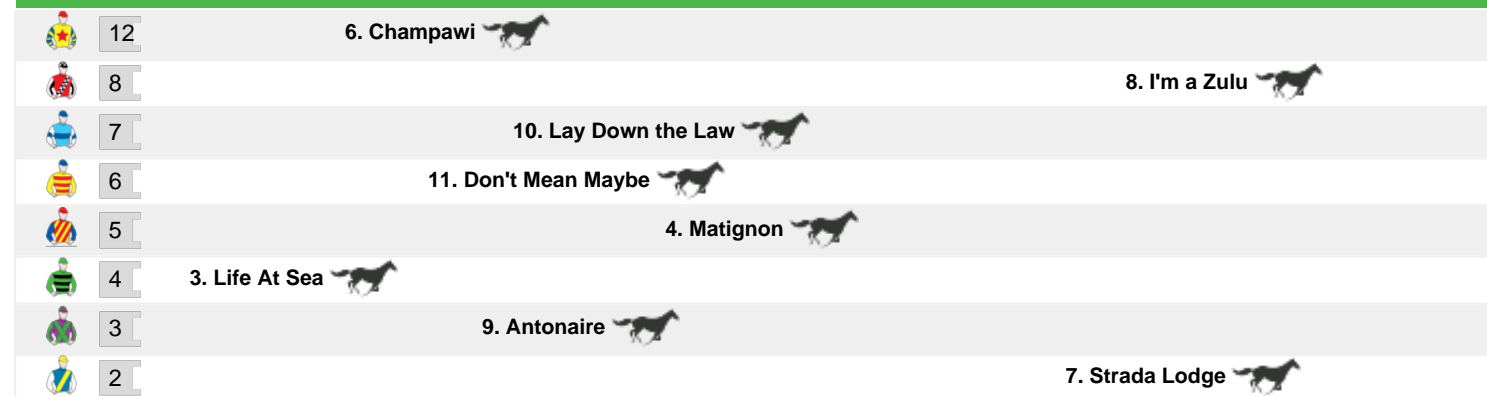 12 6. Champawi
8 8. I'm a Zulu
7 10. Lay Down the Law
6 11. Don't Mean Maybe
5 4. Matignon
4 3. Life At Sea
3 9. Antonaire
2 7. Strada Lodge